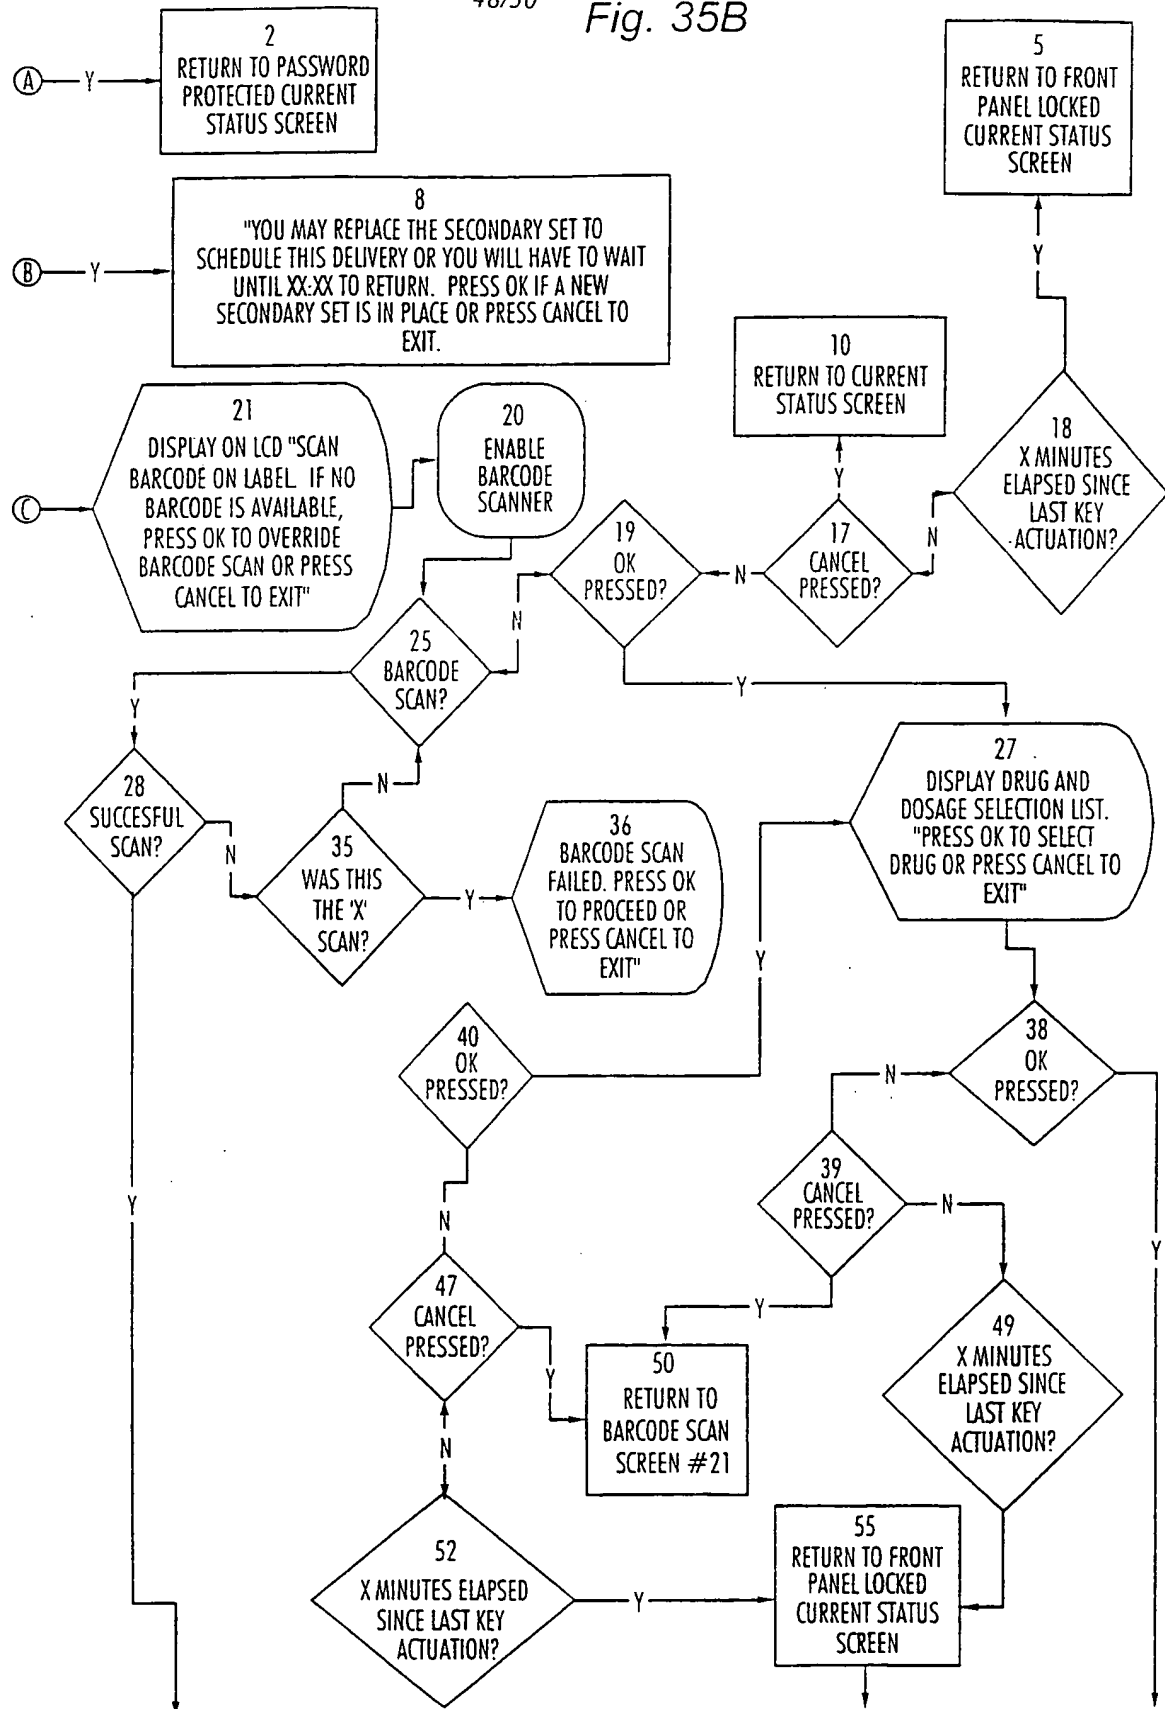 48/50
Fig. 35B
A
Y
2
RETURN TO PASSWORD
PROTECTED CURRENT
STATUS SCREEN
5
RETURN TO FRONT
PANEL LOCKED
CURRENT STATUS
SCREEN
Y
B
Y
8
"YOU MAY REPLACE THE SECONDARY SET TO
SCHEDULE THIS DELIVERY OR YOU WILL HAVE TO WAIT
UNTIL XX:XX TO RETURN. PRESS OK IF A NEW
SECONDARY SET IS IN PLACE OR PRESS CANCEL TO
EXIT.
10
RETURN TO CURRENT
STATUS SCREEN
Y
18
X MINUTES
ELAPSED SINCE
LAST KEY
ACTUATION?
N
C
21
DISPLAY ON LCD "SCAN
BARCODE ON LABEL. IF NO
BARCODE IS AVAILABLE,
PRESS OK TO OVERRIDE
BARCODE SCAN OR PRESS
CANCEL TO EXIT"
20
ENABLE
BARCODE
SCANNER
19
OK
PRESSED?
N
17
CANCEL
PRESSED?
N
Y
25
BARCODE
SCAN?
Y
N
28
SUCCESFUL
SCAN?
N
35
WAS THIS
THE 'X'
SCAN?
Y
36
BARCODE SCAN
FAILED. PRESS OK
TO PROCEED OR
PRESS CANCEL TO
EXIT"
27
DISPLAY DRUG AND
DOSAGE SELECTION LIST.
"PRESS OK TO SELECT
DRUG OR PRESS CANCEL TO
EXIT"
Y
40
OK
PRESSED?
N
38
OK
PRESSED?
Y
N
39
CANCEL
PRESSED?
N
Y
Y
47
CANCEL
PRESSED?
Y
N
50
RETURN TO
BARCODE SCAN
SCREEN #21
49
X MINUTES
ELAPSED SINCE
LAST KEY
ACTUATION?
52
X MINUTES ELAPSED
SINCE LAST KEY
ACTUATION?
Y
55
RETURN TO FRONT
PANEL LOCKED
CURRENT STATUS
SCREEN